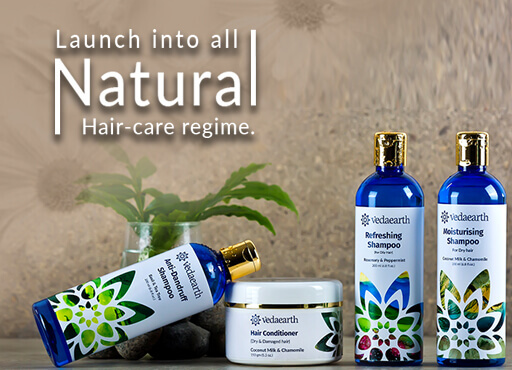 Launch into all
Natural
Hair-care regime.
vedaearth
Anti-Dandruff
Shampoo
vedaearth
Hair Conditioner
(Dry & Damaged hair)
Coconut Milk & Chamomile
vedaearth
Refreshing
Shampoo
Rosemary & Peppermint
vedaearth
Moisturising
Shampoo
For Dry hair
Coconut Milk & Chamomile